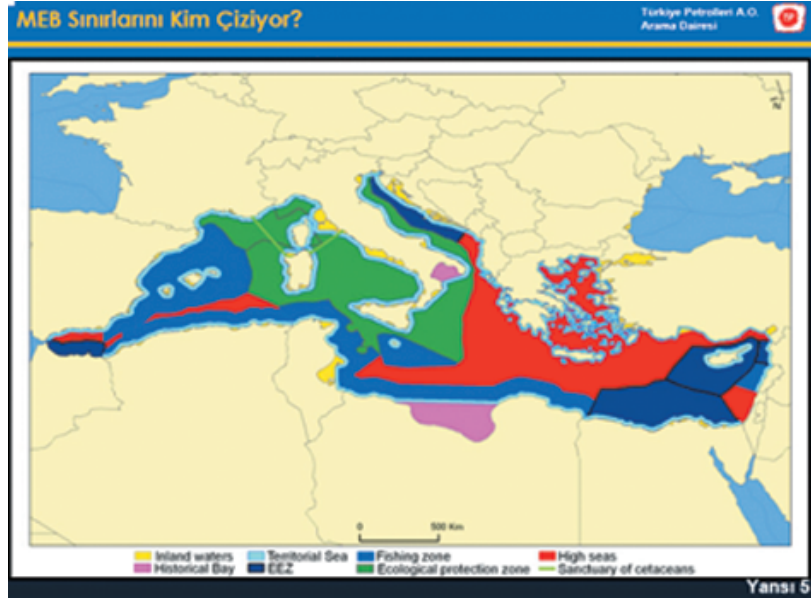 MEB Sınırlarını Kim Çiziyor?
Türkiye Petrolleri A.O.
Arama Dairesi
N
0 500 Km
Inland waters Territorial Sea Fishing zone High seas
Historical Bay EEZ Ecological protection zone Sanctuary of cetaceans
Yansı 5